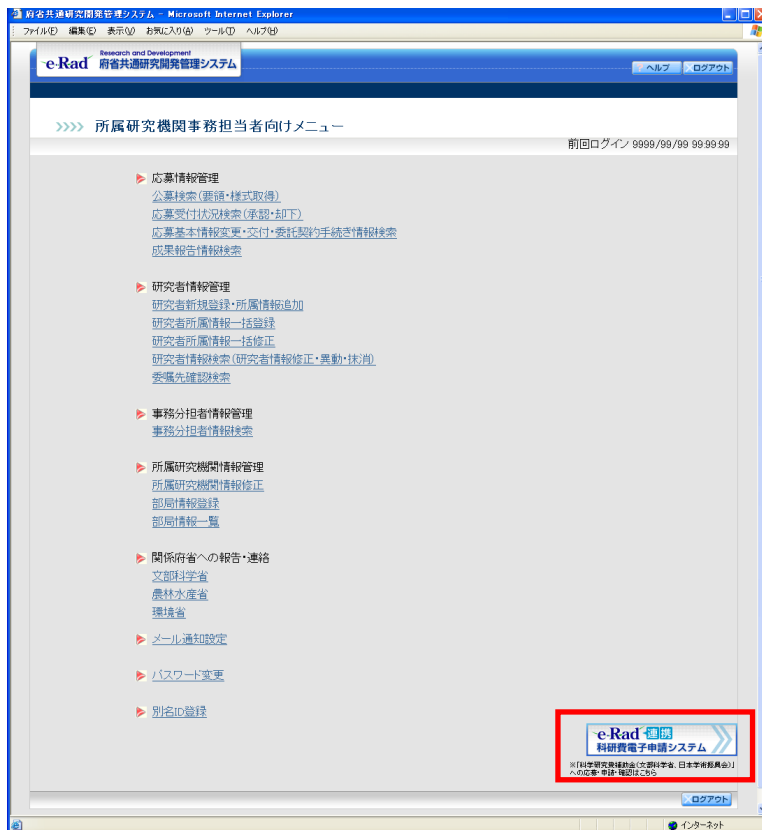 府省共通研究開発管理システム - Microsoft Internet Explorer
ファイル(F) 編集(E) 表示(V) お気に入り(A) ツール(T) ヘルプ(H)
e-Rad Research and Development
府省共通研究開発管理システム
ヘルプ ログアウト
>>>> 所属研究機関事務担当者向けメニュー
前回ログイン 9999/99/99 99:99:99
応募情報管理
公募検索(要領・様式取得)
応募受付状況検索(承認・却下)
応募基本情報変更・交付・委託契約手続き情報検索
成果報告情報検索
研究者情報管理
研究者新規登録・所属情報追加
研究者所属情報一括登録
研究者所属情報一括修正
研究者情報検索(研究者情報修正・異動・抹消)
委嘱先確認検索
事務分担者情報管理
事務分担者情報検索
所属研究機関情報管理
所属研究機関情報修正
部局情報登録
部局情報一覧
関係府省への報告・連絡
文部科学省
農林水産省
環境省
メール通知設定
パスワード変更
別名ID登録
e-Rad 連携
科研費電子申請システム
※「科学研究費補助金(文部科学省、日本学術振興会)」
への応募・申請・確認はこちら
ログアウト
インターネット